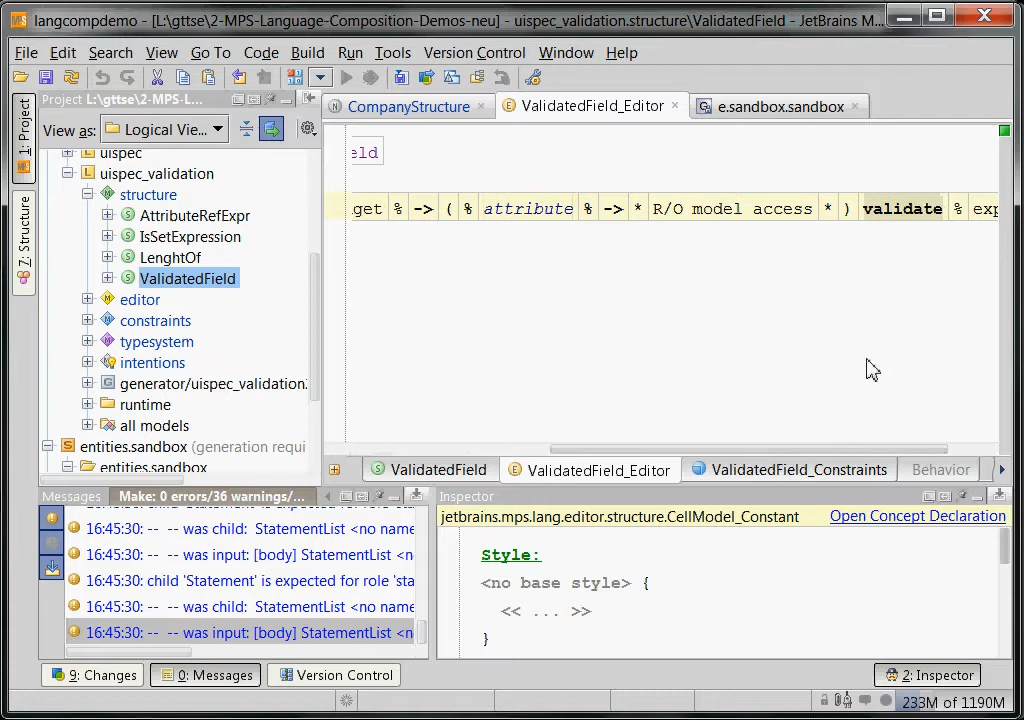 langcompdemo - [L:\gttse\2-MPS-Language-Composition-Demos-neu] - uispec_validation.structure\ValidatedField - JetBrains M...
File Edit Search View Go To Code Build Run Tools Version Control Window Help
Project L:\gttse\2-MPS-L...
CompanyStructure
ValidatedField_Editor
e.sandbox.sandbox
1: Project
Z: Structure
View as: Logical Vie...
uispec
uispec_validation
structure
AttributeRefExpr
IsSetExpression
LenghtOf
ValidatedField
editor
constraints
typesystem
intentions
generator/uispec_validation
runtime
all models
entities.sandbox (generation requi
entities.sandbox
eld
get % -> ( % attribute % -> * R/O model access * ) validate % exp
ValidatedField
ValidatedField_Editor
ValidatedField_Constraints
Behavior
Messages Make: 0 errors/36 warnings/...
16:45:30: -- -- was child: StatementList <no name
16:45:30: -- -- was input: [body] StatementList <n
16:45:30: child 'Statement' is expected for role 'sta
16:45:30: -- -- was child: StatementList <no name
16:45:30: -- -- was input: [body] StatementList <n
Inspector
jetbrains.mps.lang.editor.structure.CellModel_Constant Open Concept Declaration
Style:
<no base style> {
<< ... >>
}
9: Changes
0: Messages
Version Control
2: Inspector
233M of 1190M